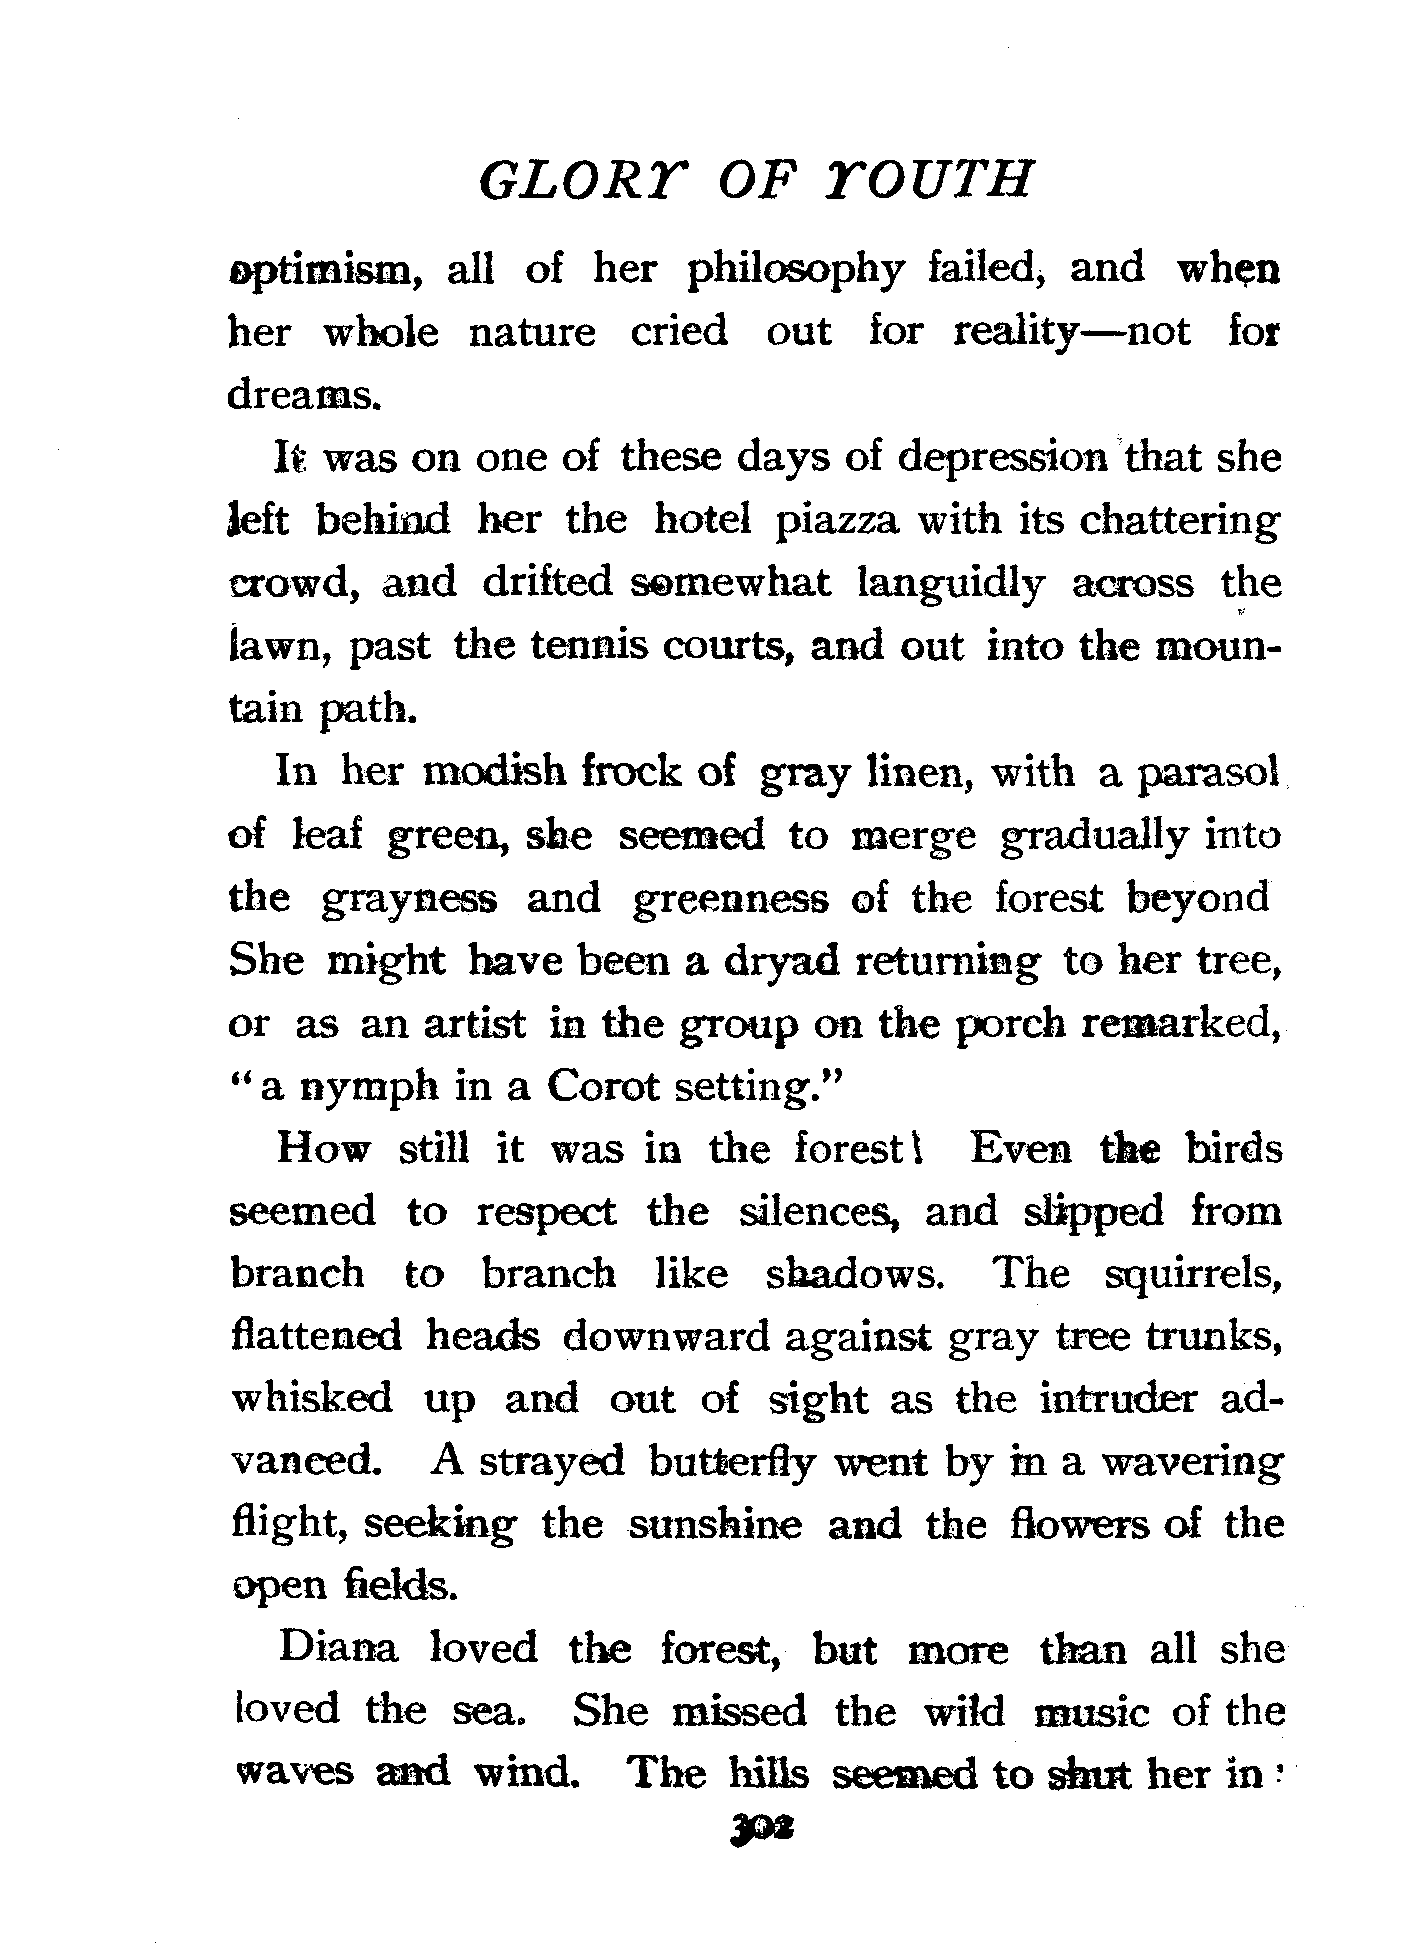 GLORY OF YOUTH
optimism, all of her philosophy failed, and when
her whole nature cried out for reality—not for
dreams.
It was on one of these days of depression that she
left behind her the hotel piazza with its chattering
crowd, and drifted somewhat languidly across the
lawn, past the tennis courts, and out into the moun-
tain path.
In her modish frock of gray linen, with a parasol
of leaf green, she seemed to merge gradually into
the grayness and greenness of the forest beyond
She might have been a dryad returning to her tree,
or as an artist in the group on the porch remarked,
“a nymph in a Corot setting.”
How still it was in the forest! Even the birds
seemed to respect the silences, and slipped from
branch to branch like shadows. The squirrels,
flattened heads downward against gray tree trunks,
whisked up and out of sight as the intruder ad-
vanced. A strayed butterfly went by in a wavering
flight, seeking the sunshine and the flowers of the
open fields.
Diana loved the forest, but more than all she
loved the sea. She missed the wild music of the
waves and wind. The hills seemed to shut her in;
302